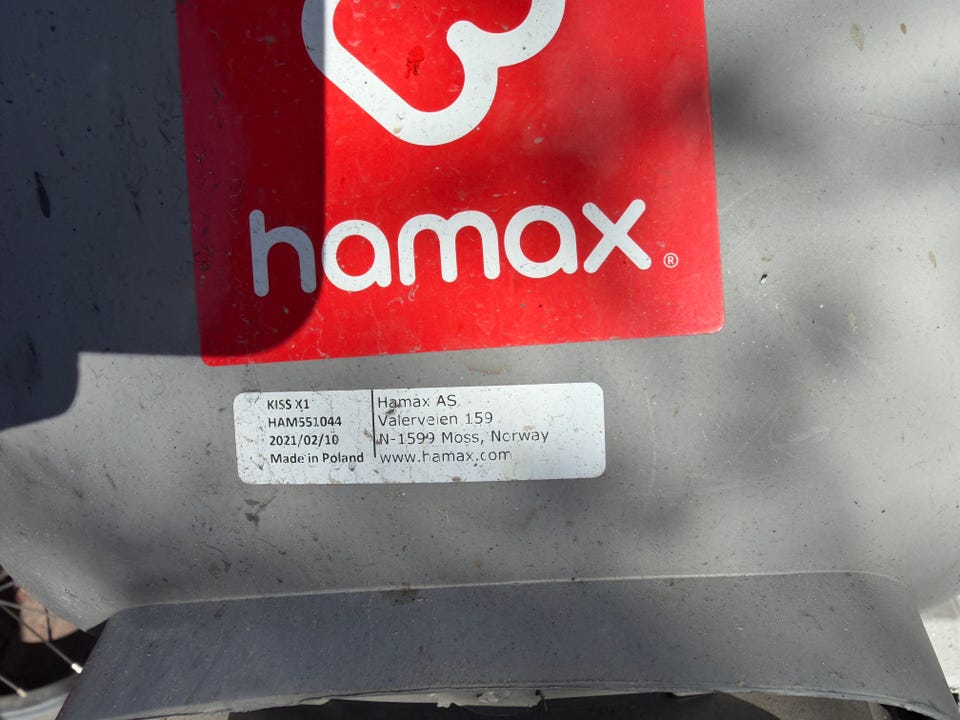 hamax®
KISS X1
HAM551044
2021/02/10
Made in Poland
Hamax AS
Valerveien 159
N-1599 Moss, Norway
www.hamax.com